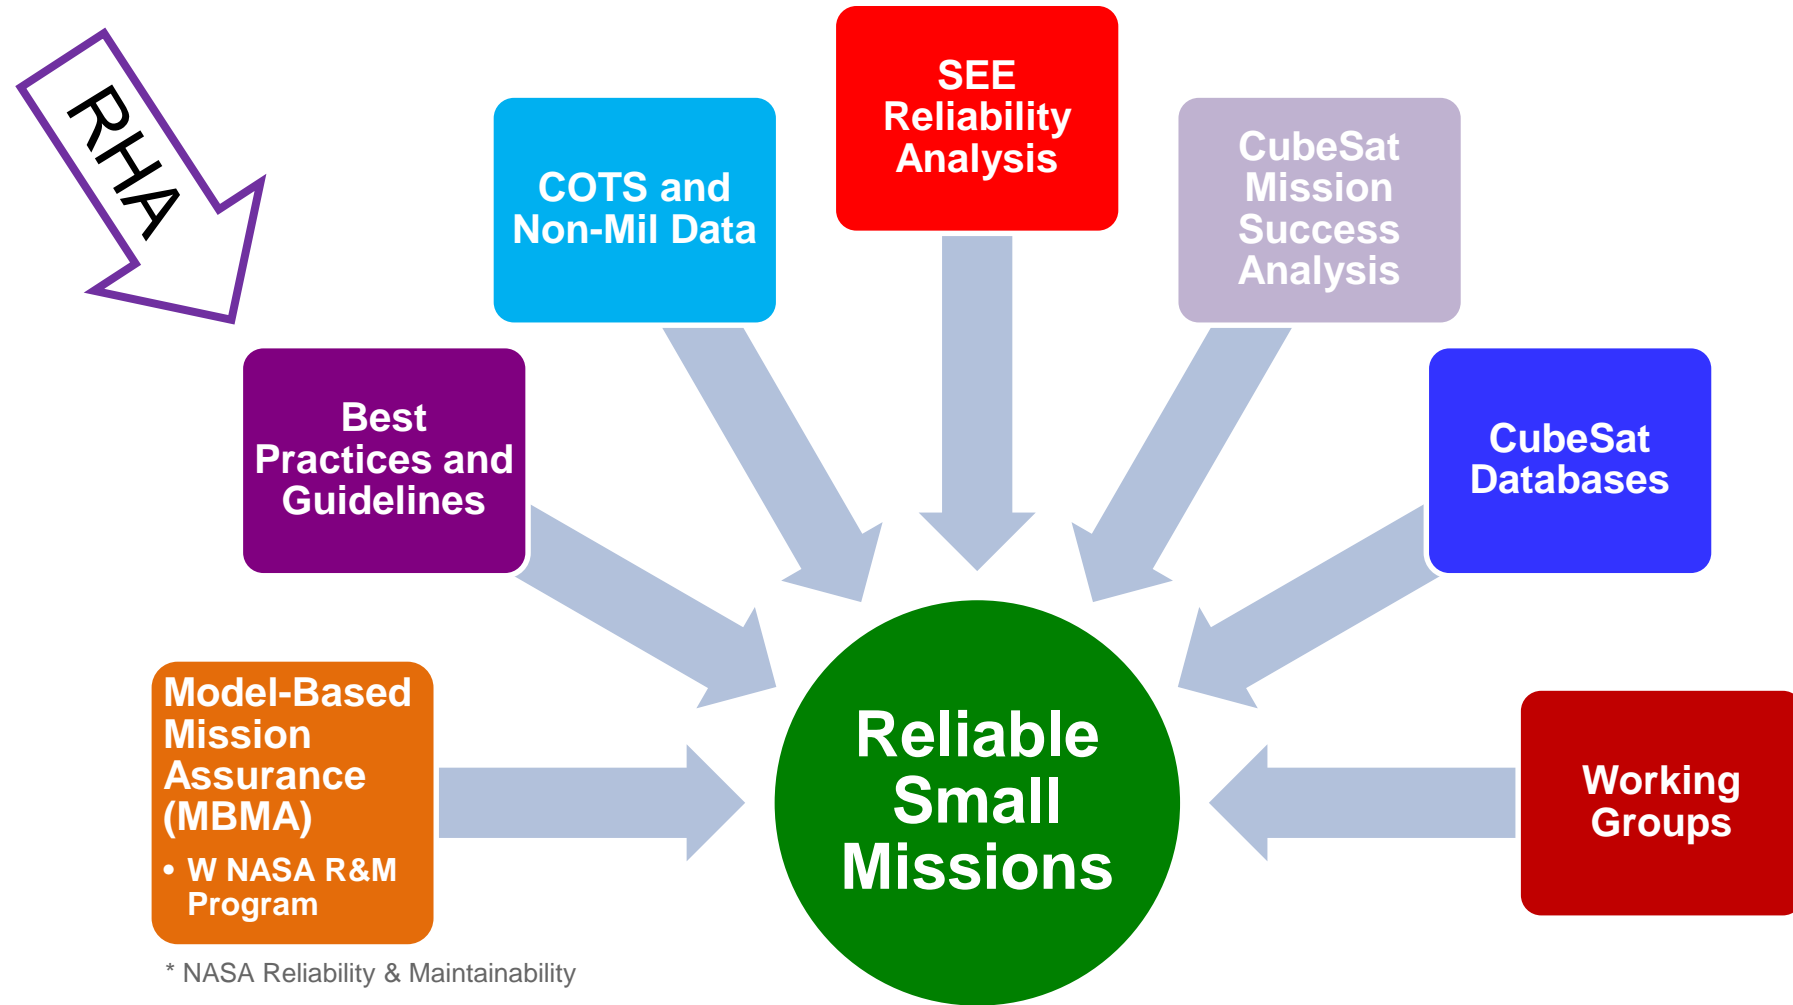 RHA
SEE
Reliability
Analysis
COTS and
Non-Mil Data
CubeSat
Mission
Success
Analysis
Best
Practices and
Guidelines
CubeSat
Databases
Model-Based
Mission
Assurance
(MBMA)
• W NASA R&M
Program
Reliable
Small
Missions
Working
Groups
* NASA Reliability & Maintainability